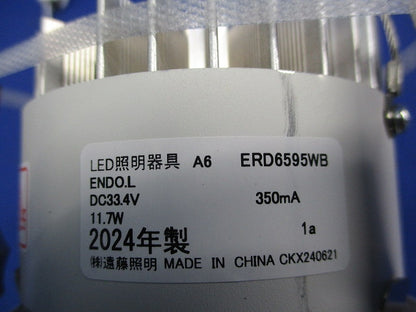 LED照明器具 A6 ERD6595WB
ENDO.L
DC33.4V 350mA
11.7W 1a
2024年製
㈱遠藤照明 MADE IN CHINA CKX240621